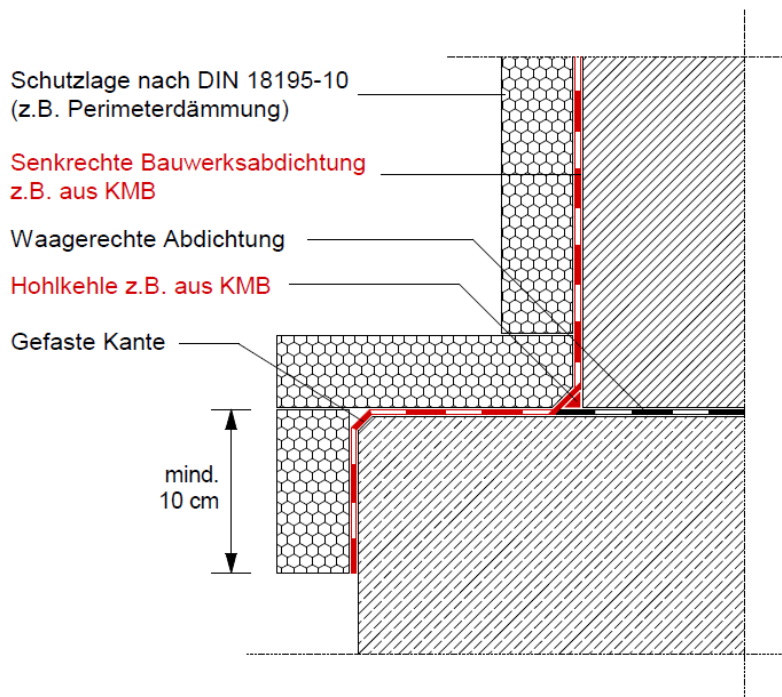 Schutzlage nach DIN 18195-10
(z.B. Perimeterdämmung)
Senkrechte Bauwerksabdichtung
z.B. aus KMB
Waagerechte Abdichtung
Hohlkehle z.B. aus KMB
Gefaste Kante
mind.
10 cm